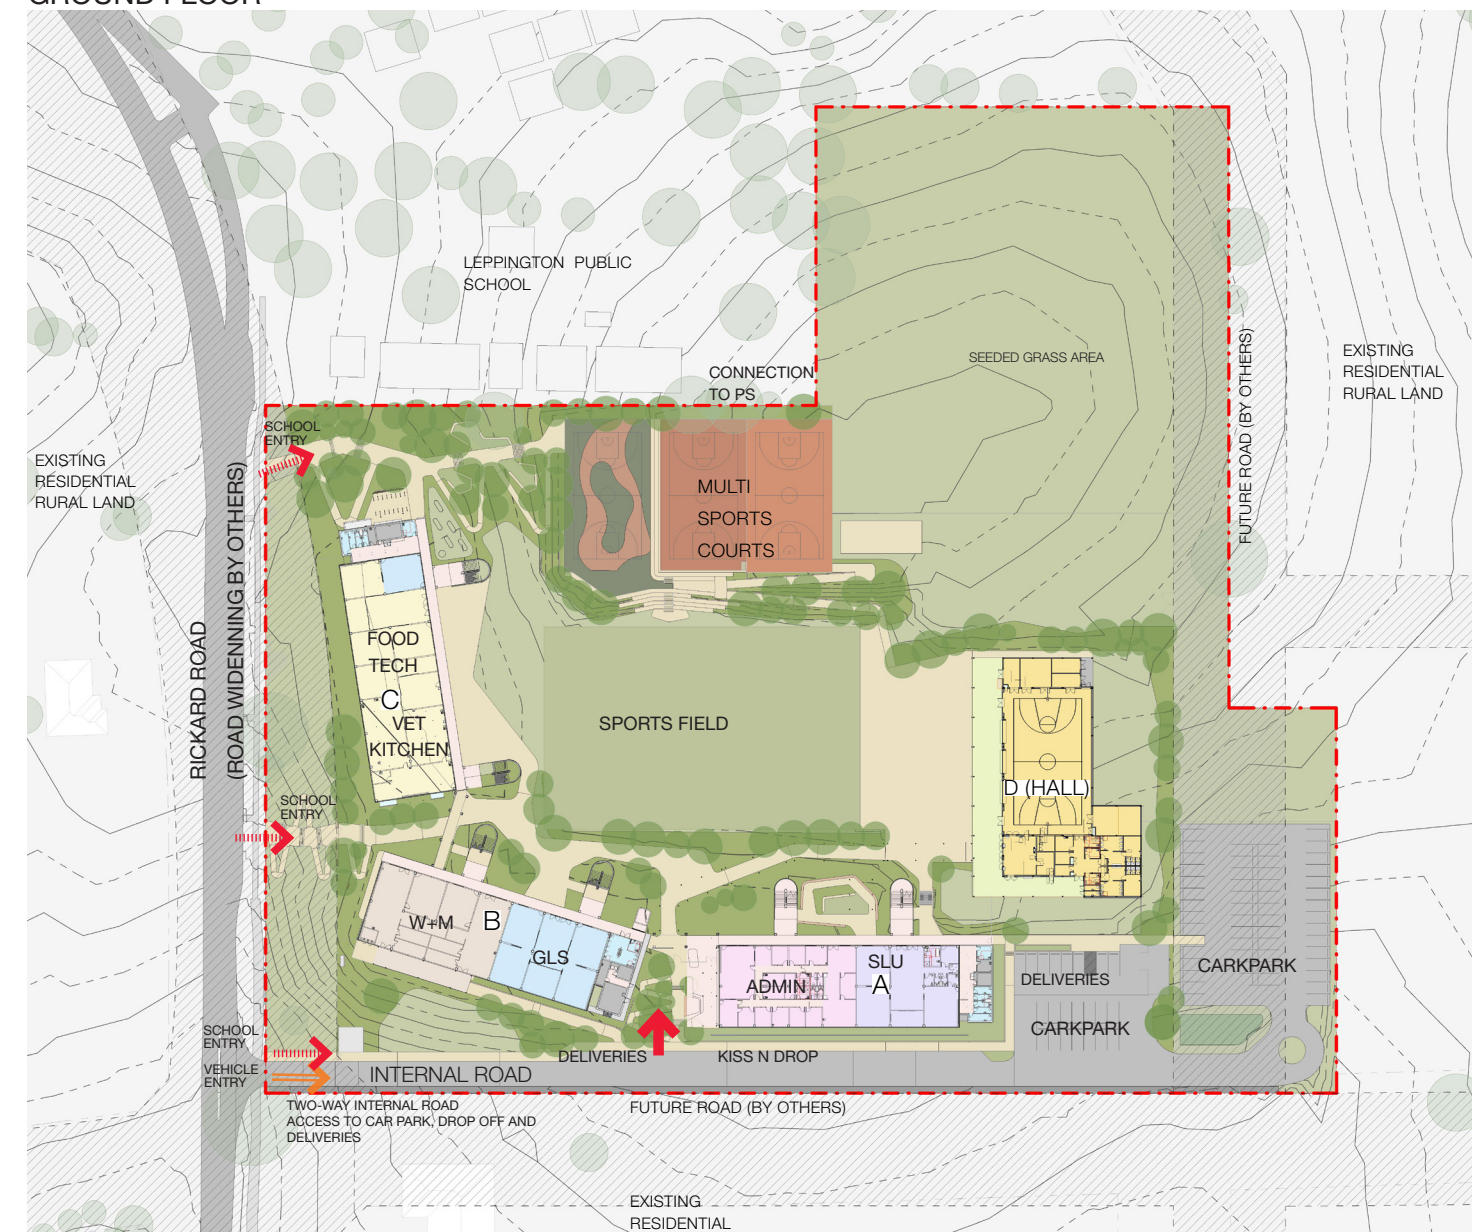 GROUND FLOOR
LEPPINGTON PUBLIC
SCHOOL
CONNECTION
TO PS
SEEDED GRASS AREA
FUTURE ROAD (BY OTHERS)
EXISTING
RESIDENTIAL
RURAL LAND
EXISTING
RESIDENTIAL
RURAL LAND
SCHOOL
ENTRY
MULTI
SPORTS
COURTS
RICKARD ROAD
(ROAD WIDENNING BY OTHERS)
FOOD
TECH
C
VET
KITCHEN
SPORTS FIELD
D (HALL)
SCHOOL
ENTRY
W+M
B
GLS
ADMIN
SLU
A
DELIVERIES
CARKPARK
CARKPARK
SCHOOL
ENTRY
VEHICLE
ENTRY
DELIVERIES
KISS N DROP
INTERNAL ROAD
TWO-WAY INTERNAL ROAD
ACCESS TO CAR PARK, DROP OFF AND
DELIVERIES
FUTURE ROAD (BY OTHERS)
EXISTING
RESIDENTIAL